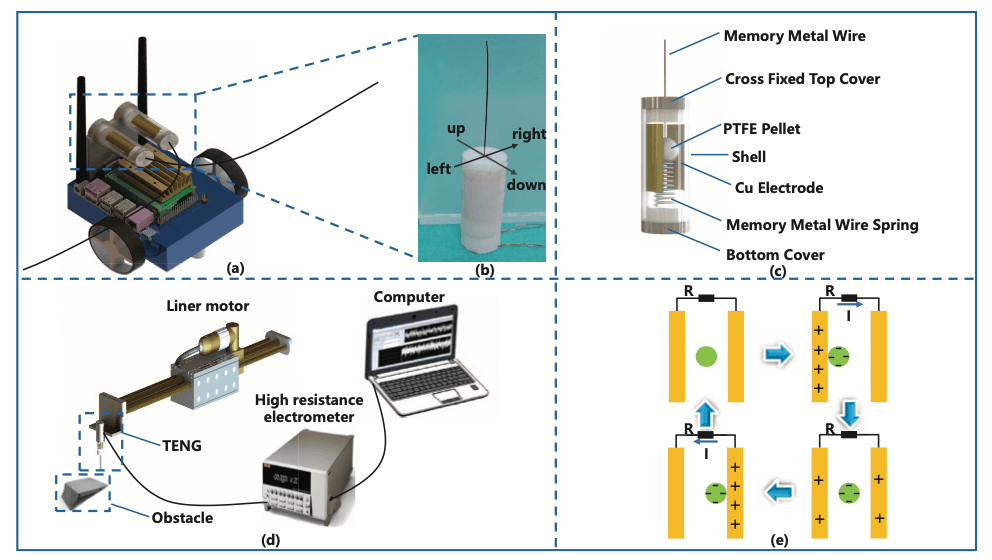 up
right
left
down
(a)
(b)
Memory Metal Wire
Cross Fixed Top Cover
PTFE Pellet
Shell
Cu Electrode
Memory Metal Wire Spring
Bottom Cover
(c)
Liner motor
Computer
High resistance
electrometer
TENG
Obstacle
(d)
R
R
I
+
+
+
+
R
I
+
+
+
+
R
+
+
+
+
(e)